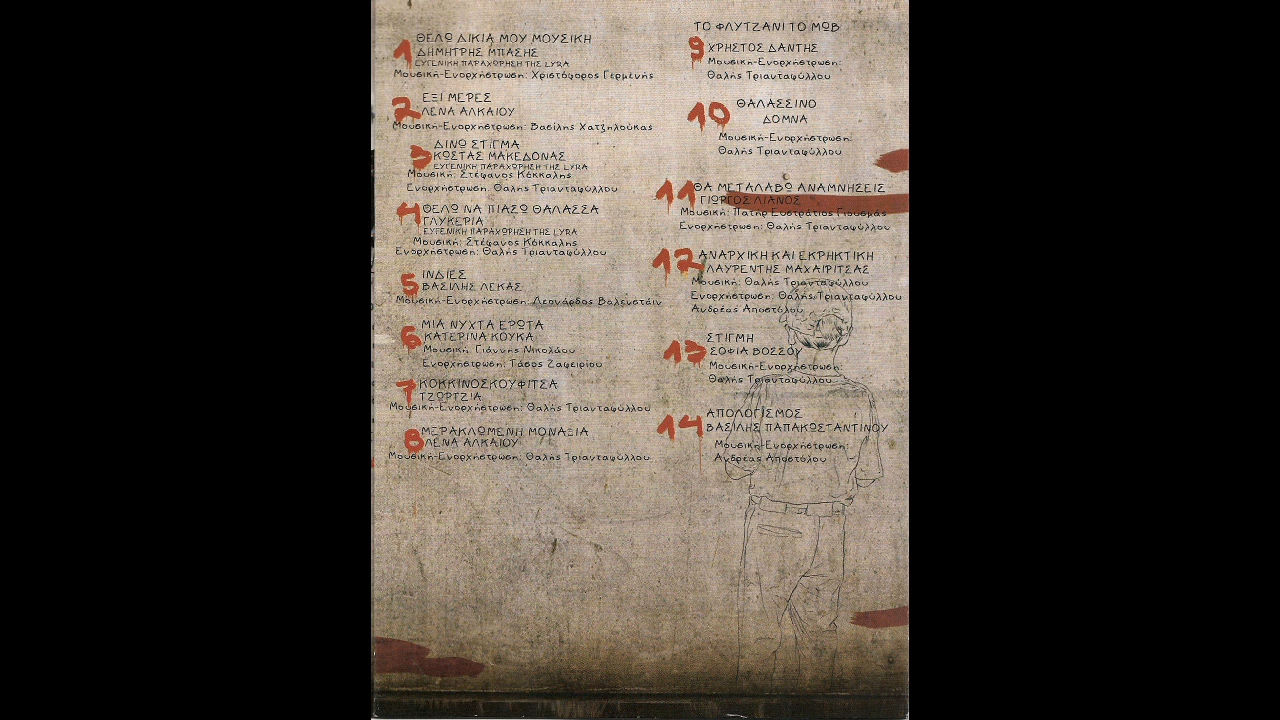 1 ΘΕΛΩ ΔΙΚΙΑ ΜΟΥ ΜΟΥΣΙΚΗ
ΔΗΜΗΤΡΗΣ ΜΠΑΣΗΣ
ΕΥΓΕΝΙΚΗ ΠΑΡΑΧΩΡΗΣΗ ΤΗΣ LYRA
Μουσική-Ενορχήστρωση: Χριστόφορος Γερμενής
2 ΕΞΙ ΜΕΡΕΣ
ΛΕΝΑ ΑΛΚΑΙΟΥ
Μουσική-Ενορχήστρωση: Βασίλης Χατζηλούκας
3 ΔΙΝΩ ΣΤΙΓΜΑ
ΚΩΣΤΑΣ ΜΑΚΕΔΟΝΑΣ
ΕΥΓΕΝΙΚΗ ΠΑΡΑΧΩΡΗΣΗ ΤΗΣ LYRA
Μουσική: Στέφανος Κόκκαλης
Ενορχήστρωση: Θαλής Τριανταφύλλου
4 ΘΕΛΩ ΝΑ ΠΙΑΣΩ ΘΑΛΑΣΣΑ
ΓΛΥΚΕΡΙΑ
ΕΥΓΕΝΙΚΗ ΠΑΡΑΧΩΡΗΣΗ ΤΗΣ LYRA
Μουσική: Στέφανος Κόκκαλης
Ενορχήστρωση: Θαλής Τριανταφύλλου
5 ΙΝΔΙΕΣ
ΒΑΣΙΛΗΣ ΛΕΚΑΣ
Μουσική-Ενορχήστρωση: Λεονάρδος Βαλενστάιν
6 ΜΙΑ ΝΥΧΤΑ ΕΡΩΤΑ
ΚΑΤΕΡΙΝΑ ΚΟΥΚΑ
Μουσική: Γιάννης Νικολάου
Ενορχήστρωση: Τάσος Ζαφειρίου
7 ΚΟΚΚΙΝΟΣΚΟΥΦΙΤΣΑ
ΤΖΩΡΤΖΙΑ
Μουσική-Ενορχήστρωση: Θαλής Τριανταφύλλου
8 ΜΕΡΑΚΛΩΜΕΝΗ ΜΟΝΑΞΙΑ
ΛΕΝΑ ΑΛΚΑΙΟΥ
Μουσική-Ενορχήστρωση: Θαλής Τριανταφύλλου
ΤΟ ΦΛΥΤΖΑΝΙ ΤΟ ΜΩΒ
9 ΧΡΗΣΤΟΣ ΔΑΝΤΗΣ
Μουσική-Ενορχήστρωση:
Θαλής Τριανταφύλλου
10 ΘΑΛΑΣΣΙΝΟ
ΔΟΜΝΑ
Μουσική-Ενορχήστρωση:
Θαλής Τριανταφύλλου
11 ΘΑ ΜΕΤΑΛΑΒΩ ΑΝΑΜΝΗΣΕΙΣ
ΓΙΩΡΓΟΣ ΛΙΑΝΟΣ
Μουσική: Πατήρ Ευστράτιος Γιουσμάς
Ενορχήστρωση: Θαλής Τριανταφύλλου
12 ΑΝΑΡΧΙΚΗ ΚΑΙ ΕΚΡΗΚΤΙΚΗ
ΛΑΥΡΕΝΤΗΣ ΜΑΧΑΙΡΙΤΣΑΣ
Μουσική: Θαλής Τριανταφύλλου
Ενορχήστρωση: Θαλής Τριανταφύλλου
Ανδρέας Αποστόλου
13 ΣΤΙΓΜΗ
ΣΟΦΙΑ ΒΟΣΣΟΥ
Μουσική-Ενορχήστρωση:
Θαλής Τριανταφύλλου
14 ΑΠΟΛΟΓΙΣΜΟΣ
ΒΑΣΙΛΗΣ ΠΑΠΑΚΩΣΤΑΝΤΙΝΟΥ
Μουσική-Ενορχήστρωση:
Ανδρέας Αποστόλου